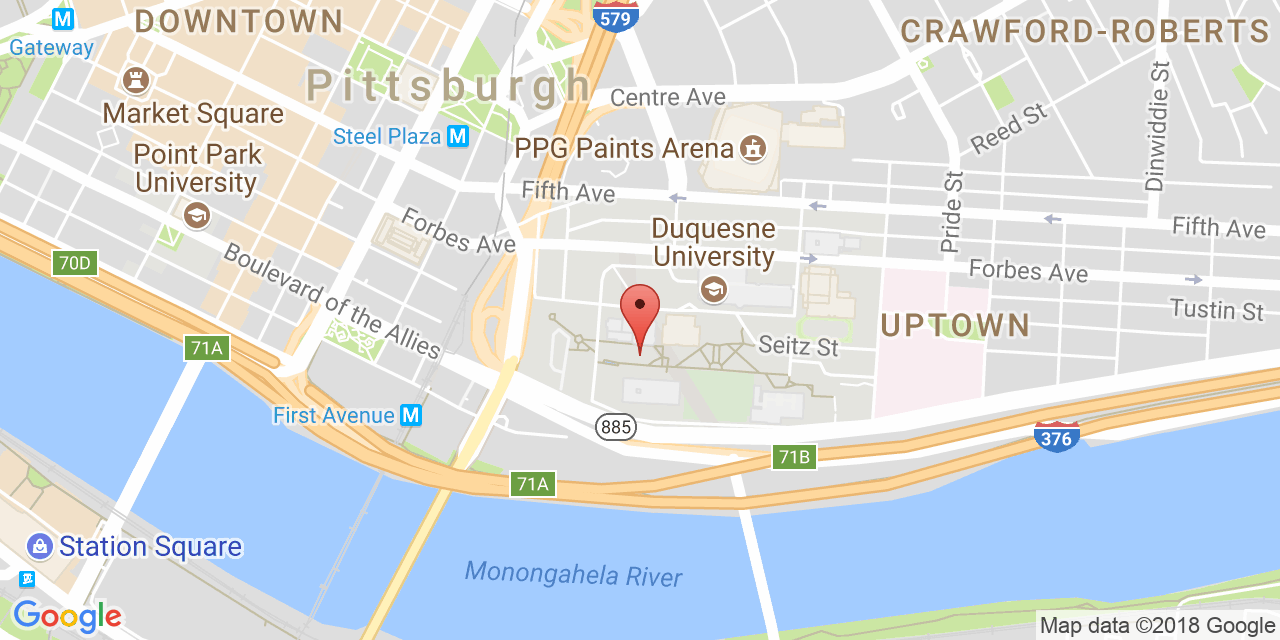 DOWNTOWN
579
CRAWFORD-ROBERTS
M
Gateway
Pittsburgh
Centre Ave
Dinwiddie St
Market Square
Reed St
Steel Plaza M
PPG Paints Arena
Point Park
University
Fifth Ave
Pride St
Forbes Ave
Duquesne
University
Fifth Ave
70D
Boulevard of the Allies
Forbes Ave
Tustin St
UPTOWN
71A
Seitz St
First Avenue M
885
376
71B
71A
Station Square
Monongahela River
Google
Map data ©2018 Google